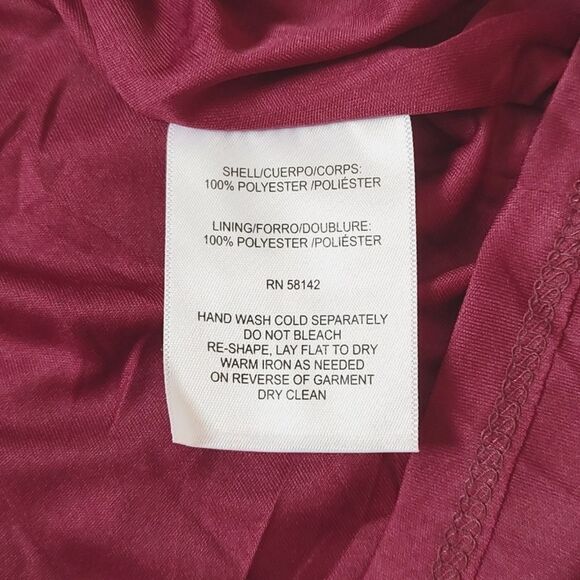 SHELL/CUERPO/CORPS:
100% POLYESTER /POLIÉSTER
LINING/FORRO/DOUBLURE:
100% POLYESTER /POLIÉSTER
RN 58142
HAND WASH COLD SEPARATELY
DO NOT BLEACH
RE-SHAPE, LAY FLAT TO DRY
WARM IRON AS NEEDED
ON REVERSE OF GARMENT
DRY CLEAN